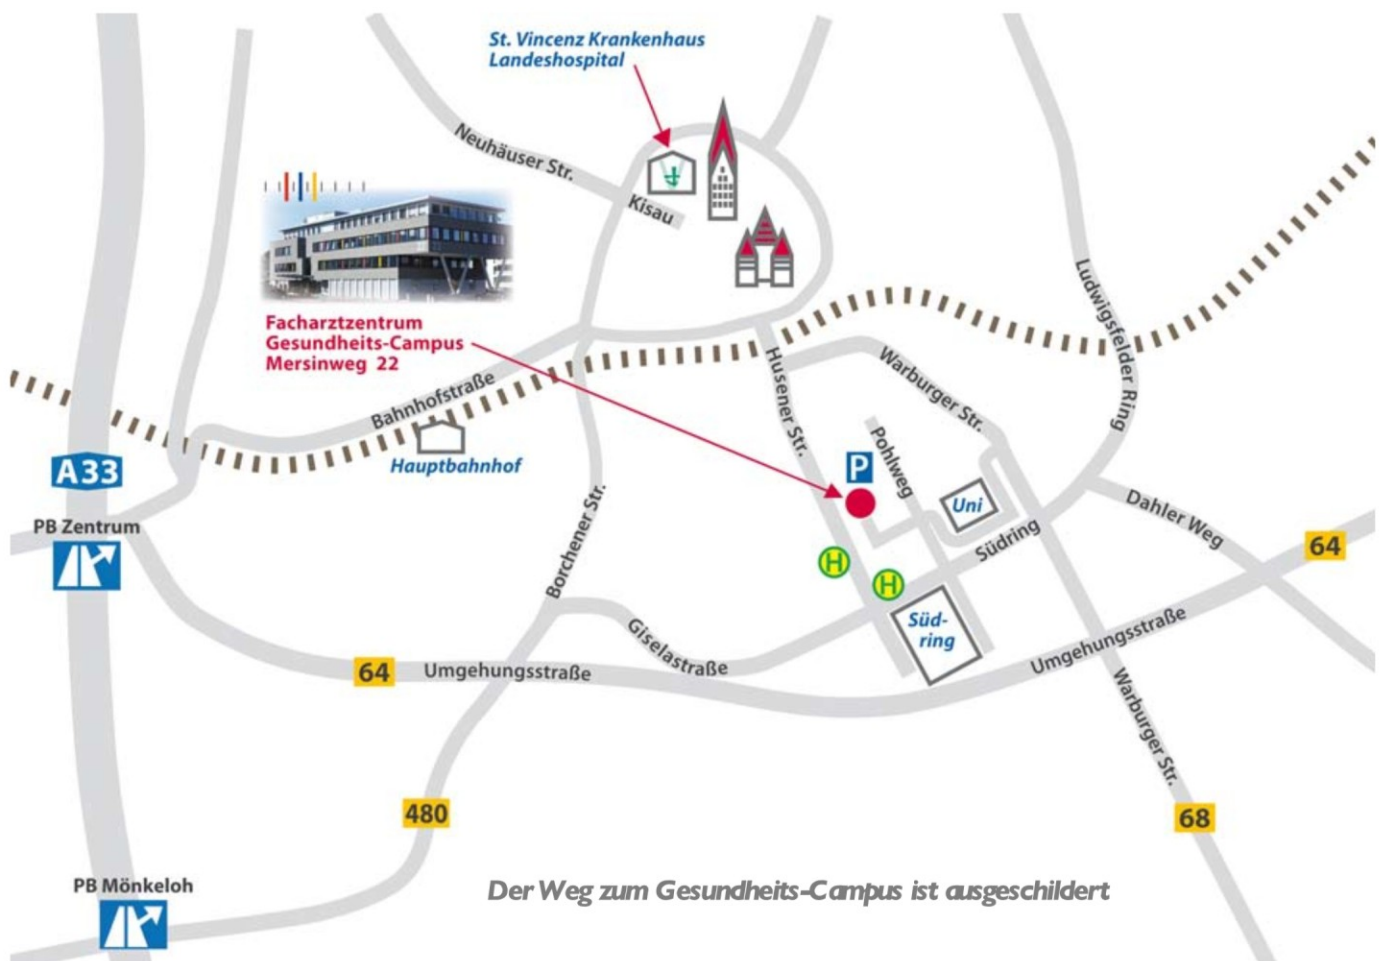 St. Vincenz Krankenhaus
Landeshospital
Neuhäuser Str.
Kisau
Facharztzentrum
Gesundheits-Campus
Mersinweg 22
Ludwigsfelder Ring
Husener Str.
Warburger Str.
Bahnhofstraße
Hauptbahnhof
A33
PB Zentrum
P
Pohlweg
Uni
Südring
Dahler Weg
64
Borchener Str.
H
H
Süd-
ring
Giselastraße
64
Umgehungsstraße
Umgehungsstraße
Warburger Str.
480
68
PB Mönkeloh
Der Weg zum Gesundheits-Campus ist ausgeschildert